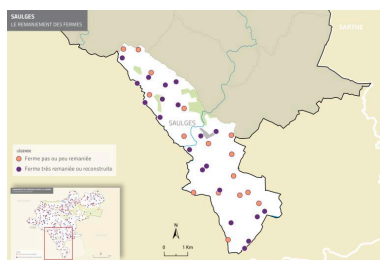 SAULGES
LE REMANIEMENT DES FERMES
SARTHE
SAULGES
LÉGENDE
Ferme pas ou peu remaniée
Ferme très remaniée ou reconstruite
N
0 1 Km